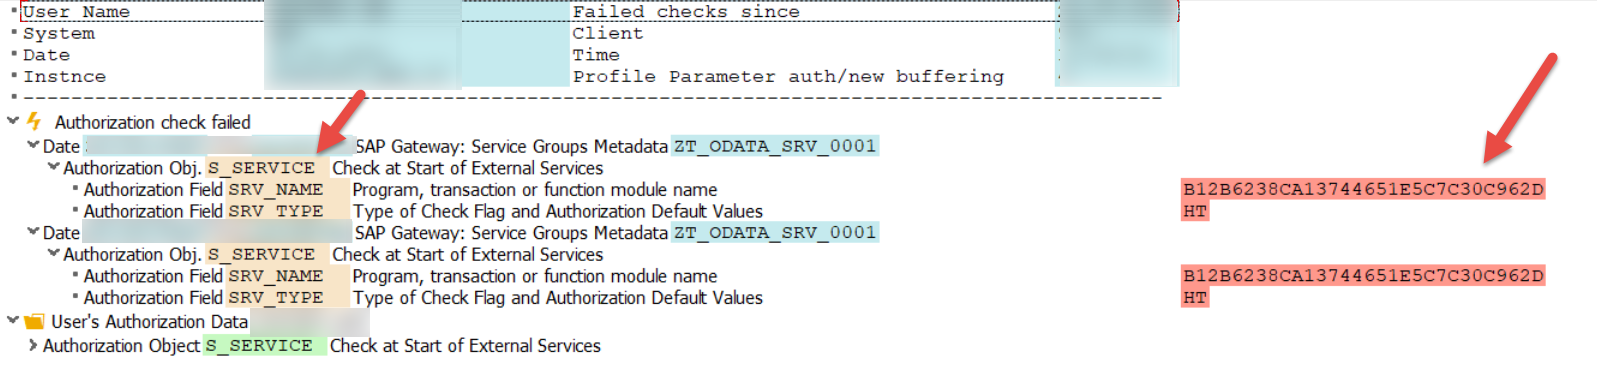 User Name Failed checks since
System Client
Date Time
Instnce Profile Parameter auth/new buffering
Authorization check failed
Date SAP Gateway: Service Groups Metadata ZT_ODATA_SRV_0001
Authorization Obj. S_SERVICE Check at Start of External Services
Authorization Field SRV_NAME Program, transaction or function module name B12B6238CA13744651E5C7C30C962D
Authorization Field SRV_TYPE Type of Check Flag and Authorization Default Values HT
Date SAP Gateway: Service Groups Metadata ZT_ODATA_SRV_0001
Authorization Obj. S_SERVICE Check at Start of External Services
Authorization Field SRV_NAME Program, transaction or function module name B12B6238CA13744651E5C7C30C962D
Authorization Field SRV_TYPE Type of Check Flag and Authorization Default Values HT
User's Authorization Data
Authorization Object S_SERVICE Check at Start of External Services